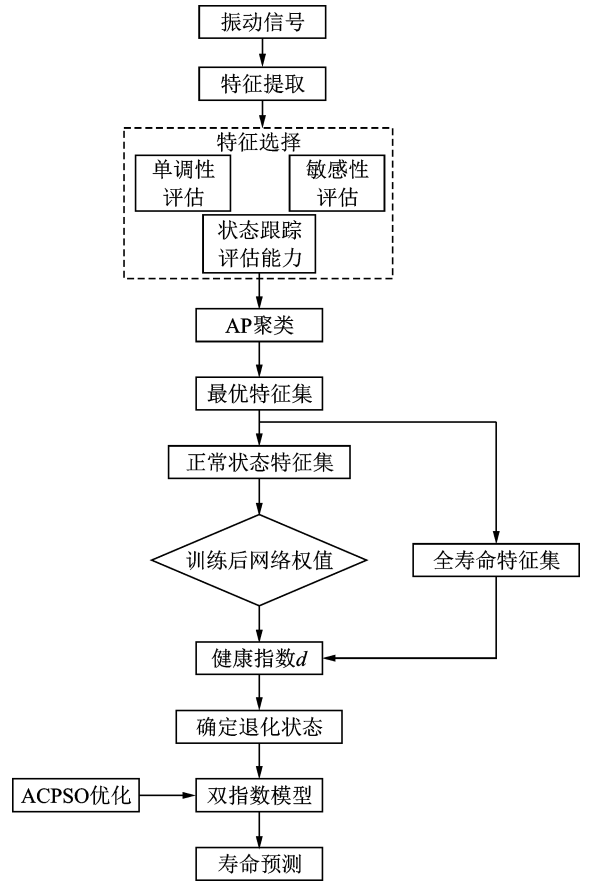 振动信号
特征提取
特征选择
单调性
评估
敏感性
评估
状态跟踪
评估能力
AP聚类
最优特征集
正常状态特征集
训练后网络权值
全寿命特征集
健康指数d
确定退化状态
ACPSO优化
双指数模型
寿命预测